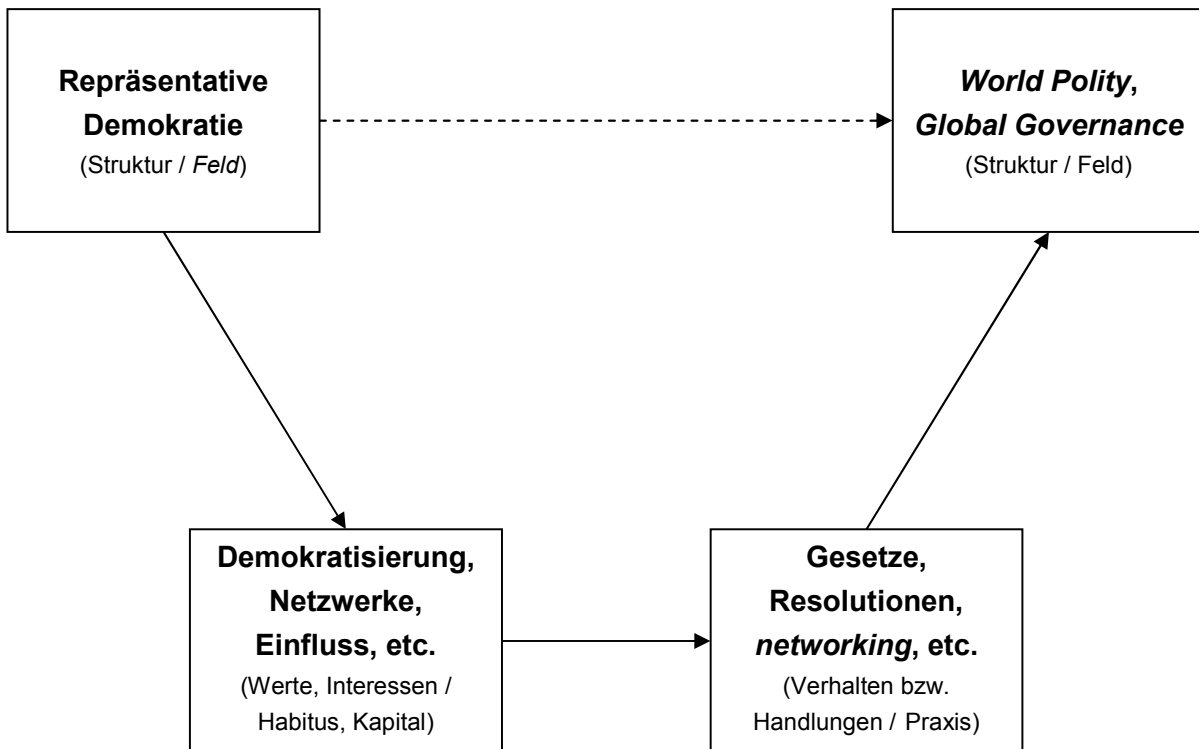 Repräsentative
Demokratie
(Struktur / Feld)
World Polity,
Global Governance
(Struktur / Feld)
Demokratisierung,
Netzwerke,
Einfluss, etc.
(Werte, Interessen /
Habitus, Kapital)
Gesetze,
Resolutionen,
networking, etc.
(Verhalten bzw.
Handlungen / Praxis)